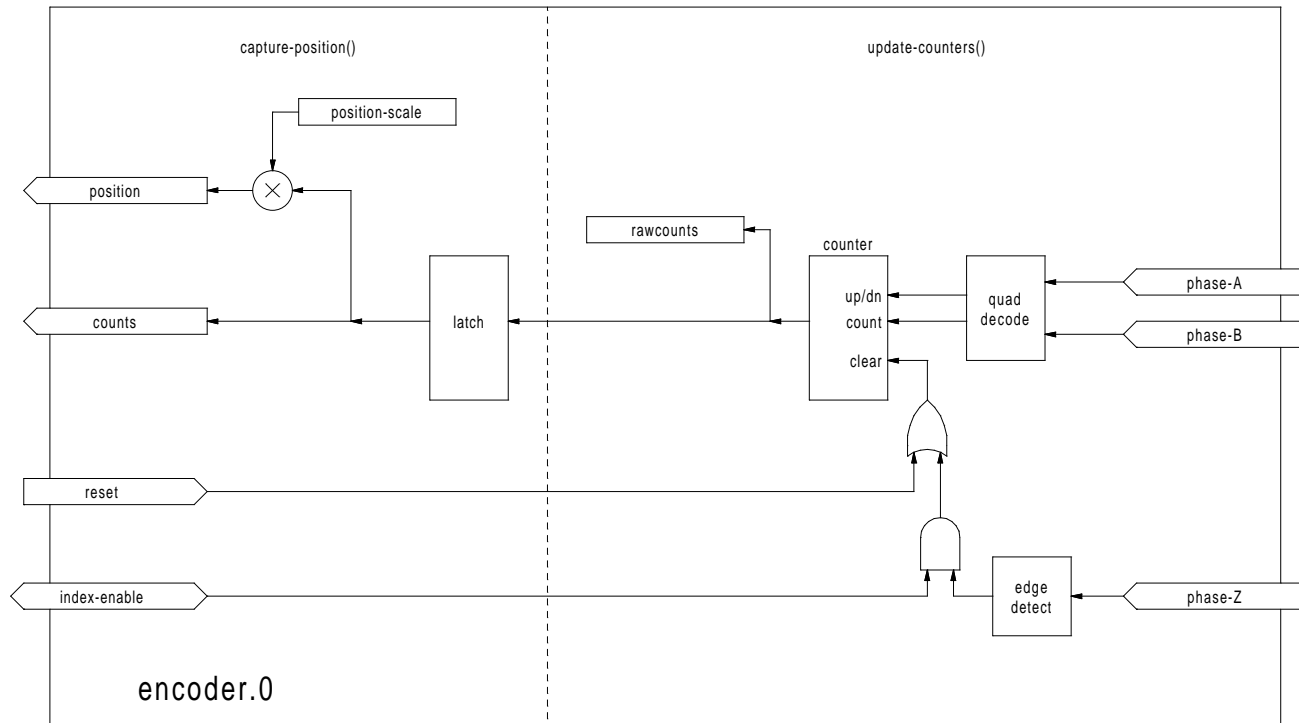 capture-position()
update-counters()
position-scale
position
rawcounts
counter
up/dn
count
clear
quad
decode
phase-A
phase-B
counts
latch
reset
index-enable
edge
detect
phase-Z
encoder.0